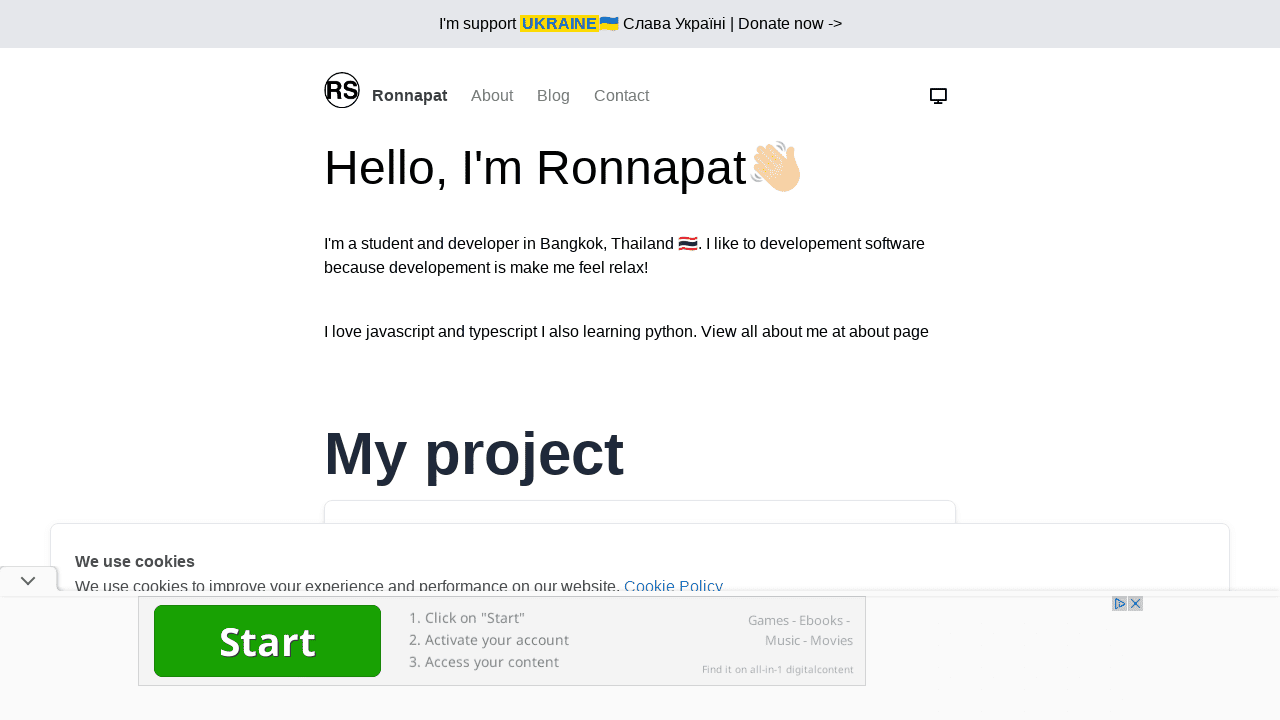 I'm support UKRAINE🇺🇦 Слава Україні | Donate now ->
RS Ronnapat About Blog Contact
Hello, I'm Ronnapat👋🏻
I'm a student and developer in Bangkok, Thailand 🇹🇭. I like to developement software
because developement is make me feel relax!
I love javascript and typescript I also learning python. View all about me at about page
My project
We use cookies
We use cookies to improve your experience and performance on our website. Cookie Policy
Start
1. Click on "Start"
2. Activate your account
3. Access your content
Games - Ebooks -
Music - Movies
Find it on all-in-1 digitalcontent